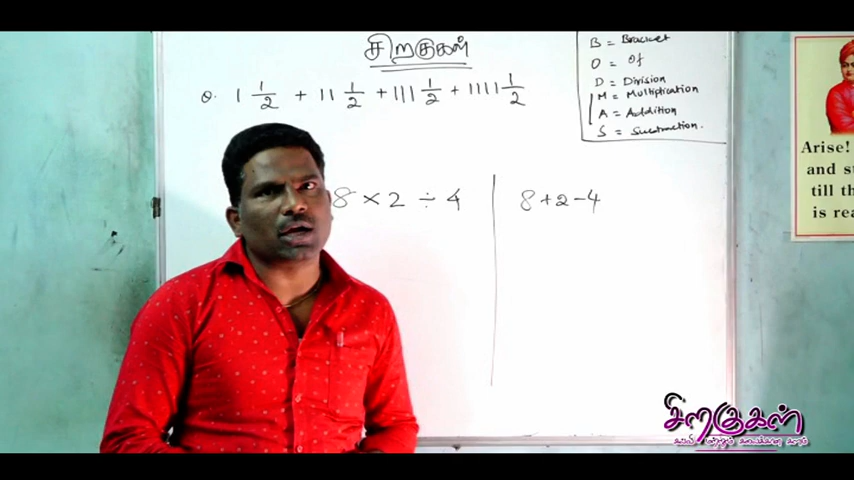 சிறகுகள்
Q. 1 1/2 + 11 1/2 + 111 1/2 + 1111 1/2
B = Bracket
O = Of
D = Division
M = Multiplication
A = Addition
S = Subtraction.
8 × 2 ÷ 4
8 + 2 - 4
Arise!
and
till th
is rea
சிறகுகள்